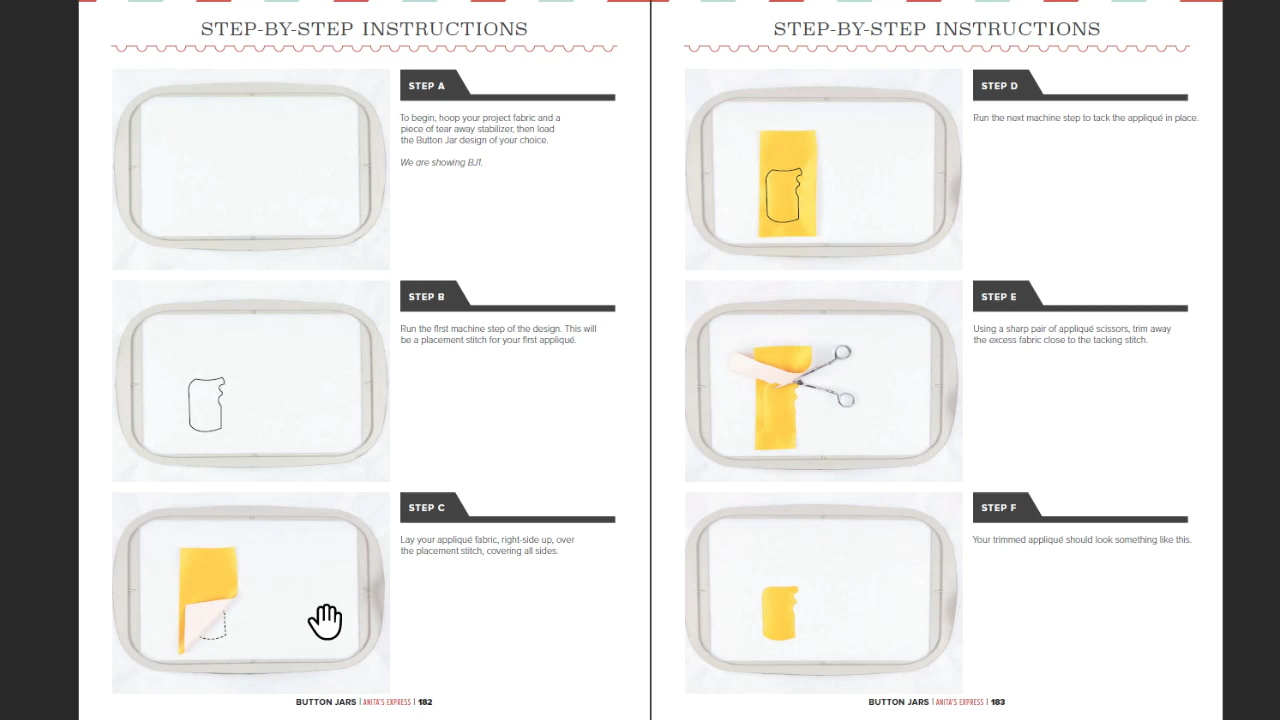 STEP-BY-STEP INSTRUCTIONS
STEP A
To begin, hoop your project fabric and a
piece of tear away stabilizer, then load
the Button Jar design of your choice.
We are showing BJ1.
STEP B
Run the first machine step of the design. This will
be a placement stitch for your first appliqué.
STEP C
Lay your appliqué fabric, right-side up, over
the placement stitch, covering all sides.
BUTTON JARS | ANITA'S EXPRESS | 182
STEP-BY-STEP INSTRUCTIONS
STEP D
Run the next machine step to tack the appliqué in place.
STEP E
Using a sharp pair of appliqué scissors, trim away
the excess fabric close to the tacking stitch.
STEP F
Your trimmed appliqué should look something like this.
BUTTON JARS | ANITA'S EXPRESS | 183